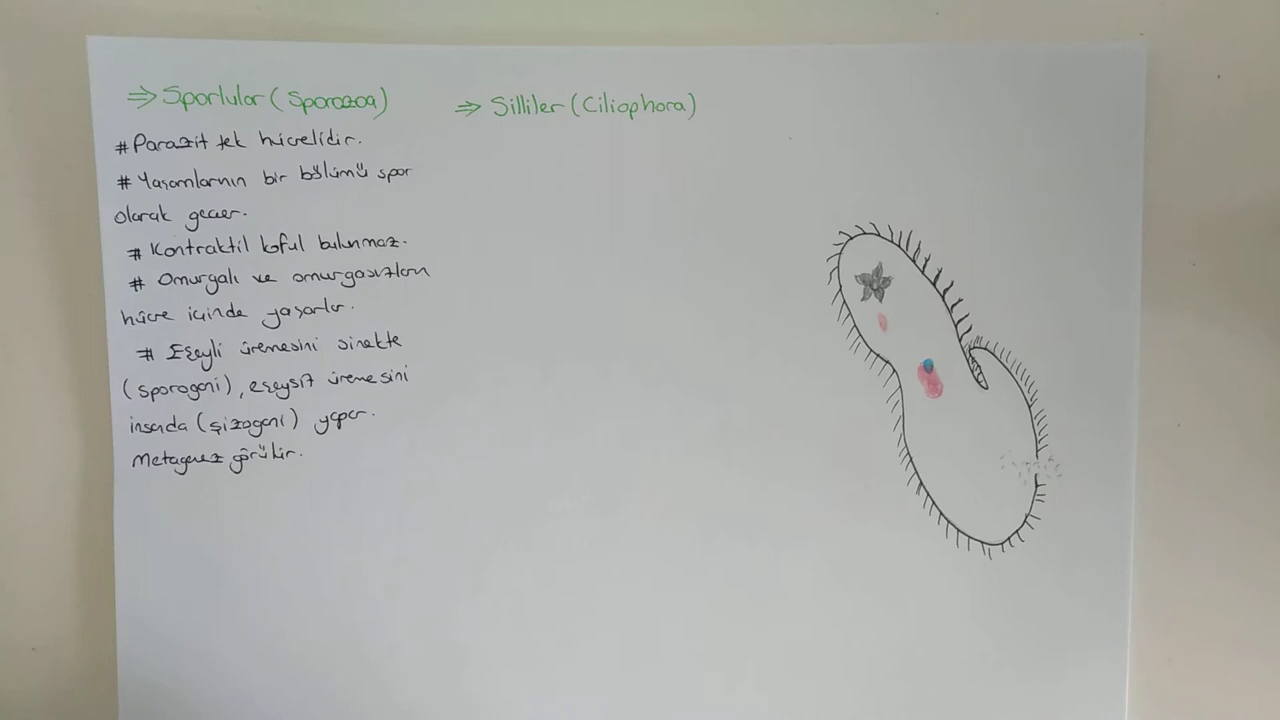 ⇒ Sporlular (Sporozoa)
# Parazit tek hücrelidir.
# Yaşamlarının bir bölümü spor
olarak geçer.
# Kontraktil koful bulunmaz.
# Omurgalı ve omurgasızların
hücre içinde yaşarlar.
# Eşeyli üremesini sinekte
(sporogoni), eşeysiz üremesini
insanda (şizogoni) yapar.
Metagenez görülür.
⇒ Silliler (Ciliophora)